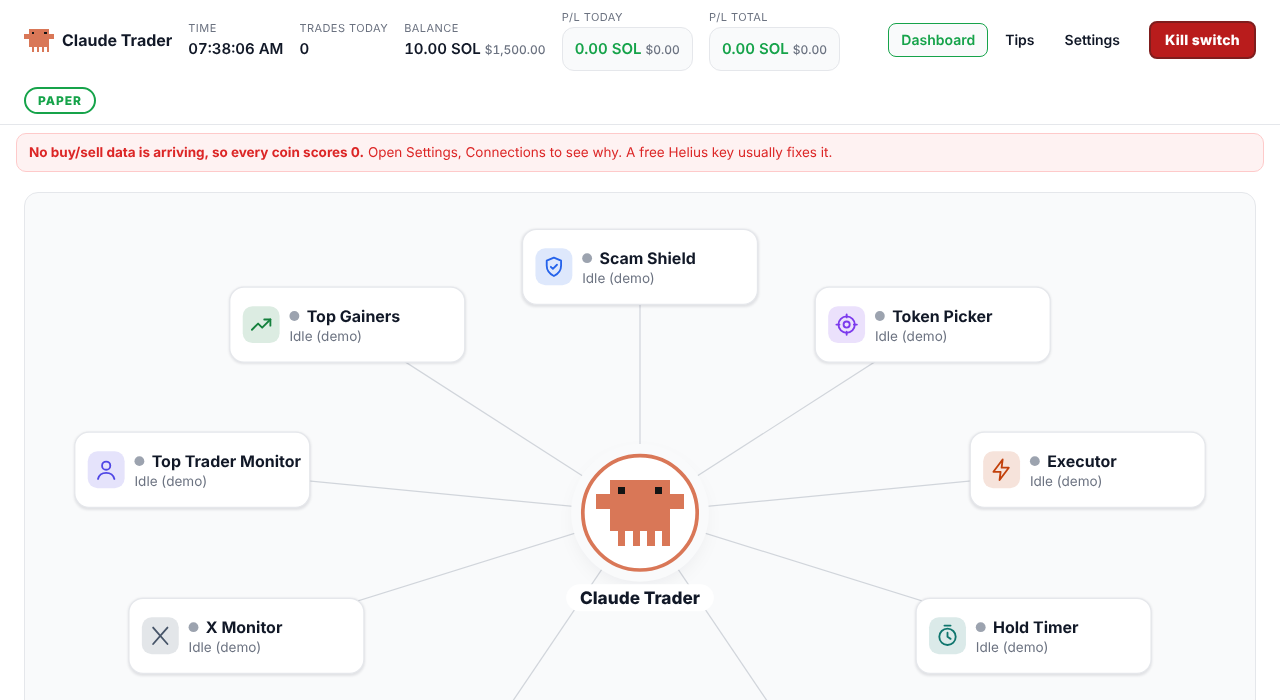 Claude Trader
TIME
07:38:06 AM
TRADES TODAY
0
BALANCE
10.00 SOL $1,500.00
P/L TODAY
0.00 SOL $0.00
P/L TOTAL
0.00 SOL $0.00
Dashboard
Tips
Settings
Kill switch
PAPER
No buy/sell data is arriving, so every coin scores 0. Open Settings, Connections to see why. A free Helius key usually fixes it.
Scam Shield
Idle (demo)
Top Gainers
Idle (demo)
Token Picker
Idle (demo)
Top Trader Monitor
Idle (demo)
Executor
Idle (demo)
Claude Trader
X Monitor
Idle (demo)
Hold Timer
Idle (demo)